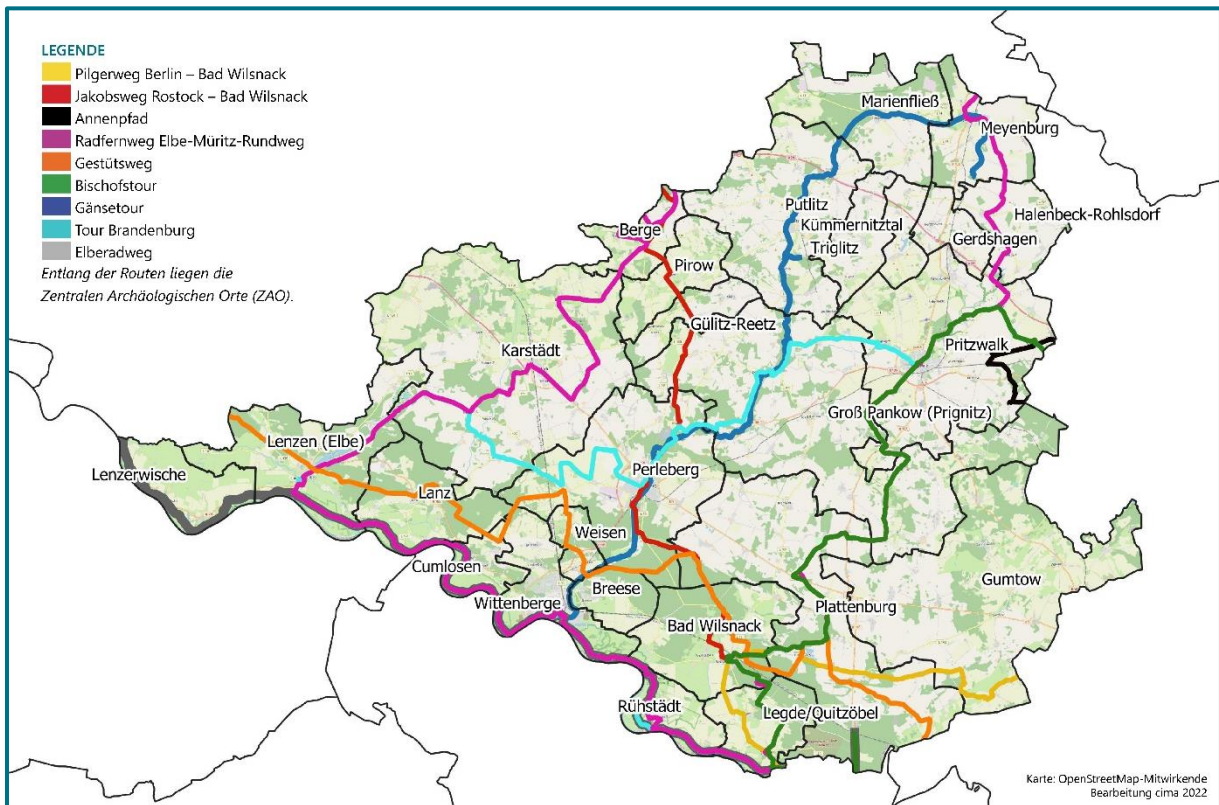 LEGENDE
Pilgerweg Berlin – Bad Wilsnack
Jakobsweg Rostock – Bad Wilsnack
Annenpfad
Radfernweg Elbe-Müritz-Rundweg
Gestütsweg
Bischofstour
Gänsetour
Tour Brandenburg
Elberadweg
Entlang der Routen liegen die
Zentralen Archäologischen Orte (ZAO).
Marienfließ
Meyenburg
Putlitz
Halenbeck-Rohlsdorf
Kümmernitztal
Berge
Triglitz
Gerdshagen
Pirow
Gülitz-Reetz
Karstädt
Pritzwalk
Groß Pankow (Prignitz)
Lenzen (Elbe)
Lenzerwische
Perleberg
Lanz
Weisen
Cumlosen
Gumtow
Breese
Wittenberge
Plattenburg
Bad Wilsnack
Rühstädt
Legde/Quitzöbel
Karte: OpenStreetMap-Mitwirkende
Bearbeitung cima 2022